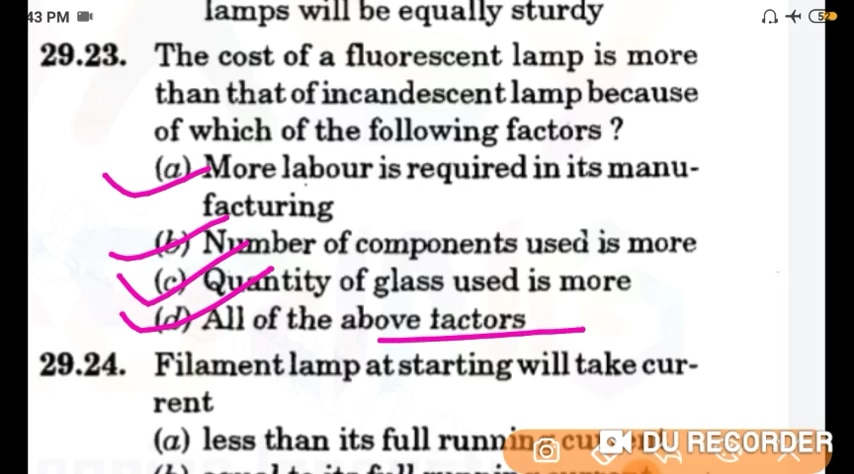 lamps will be equally sturdy
43 PM
52
29.23. The cost of a fluorescent lamp is more
than that of incandescent lamp because
of which of the following factors ?
(a) More labour is required in its manu-
facturing
(b) Number of components used is more
(c) Quantity of glass used is more
(d) All of the above factors
29.24. Filament lamp at starting will take cur-
rent
(a) less than its full running current
DU RECORDER